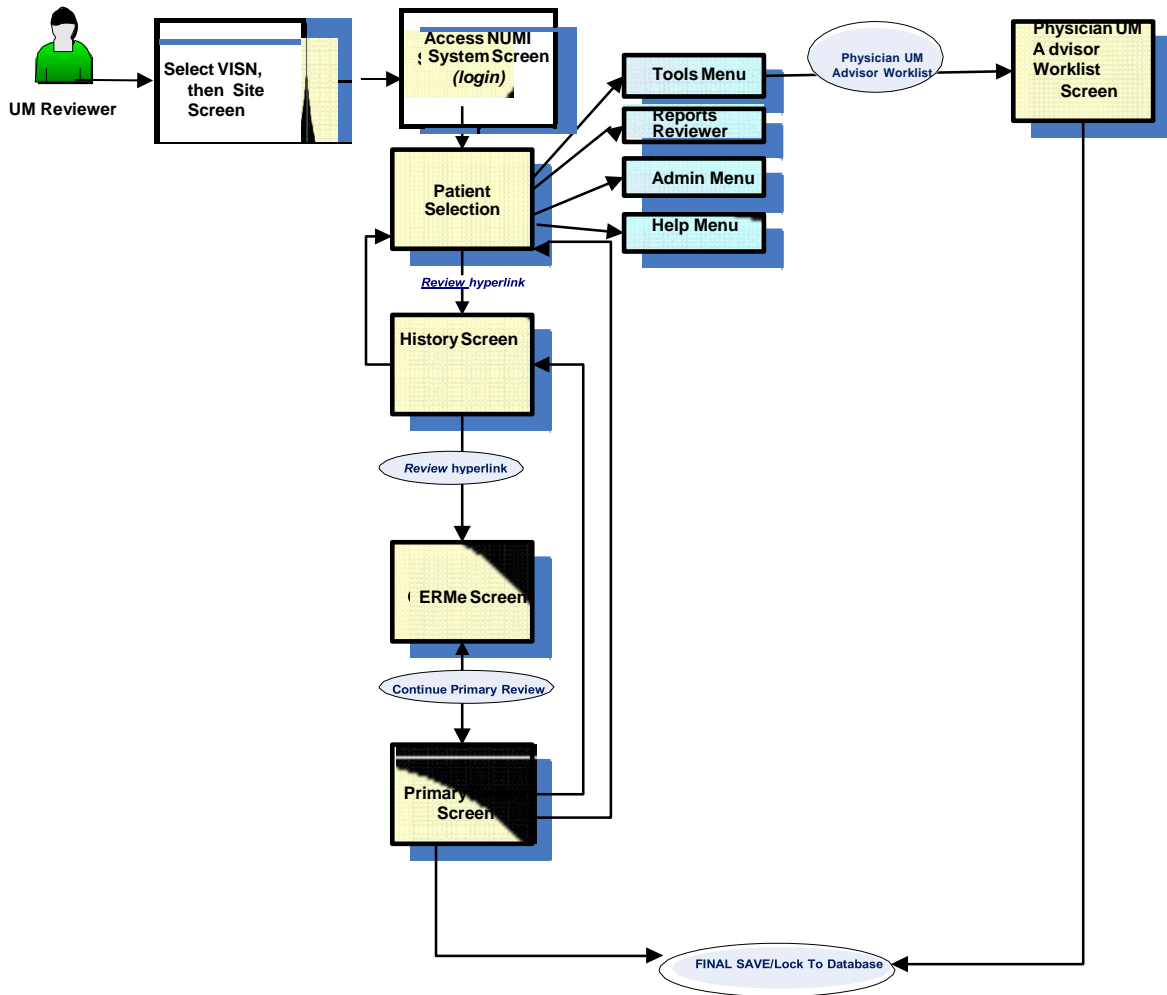 UM Reviewer
Select VISN,
then Site
Screen
Access NUMI
System Screen
(login)
Patient
Selection
Tools Menu
Reports
Reviewer
Admin Menu
Help Menu
Physician UM
Advisor Worklist
Physician UM
A dvisor
Worklist
Screen
Review hyperlink
History Screen
Review hyperlink
ERMe Screen
Continue Primary Review
Primary
Screen
FINAL SAVE/Lock To Database